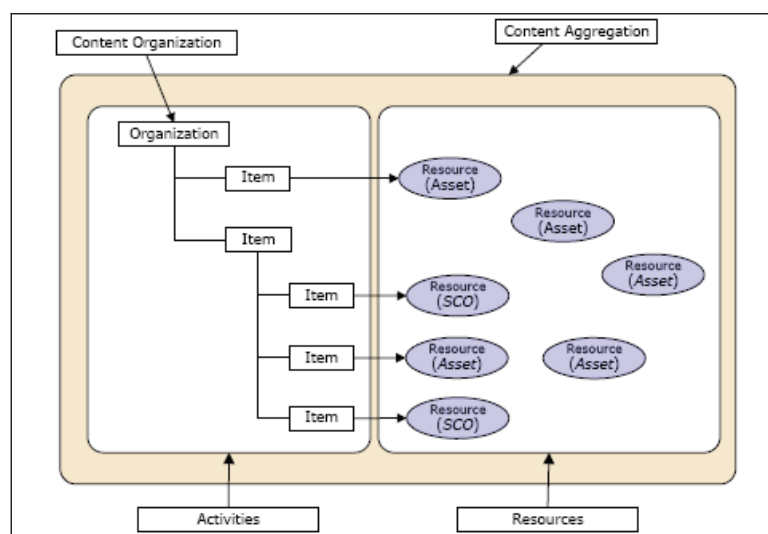 Content Organization
Content Aggregation
Organization
Item
Resource
(Asset)
Resource
(Asset)
Item
Resource
(Asset)
Item
Resource
(SCO)
Item
Resource
(Asset)
Resource
(Asset)
Item
Resource
(SCO)
Activities
Resources